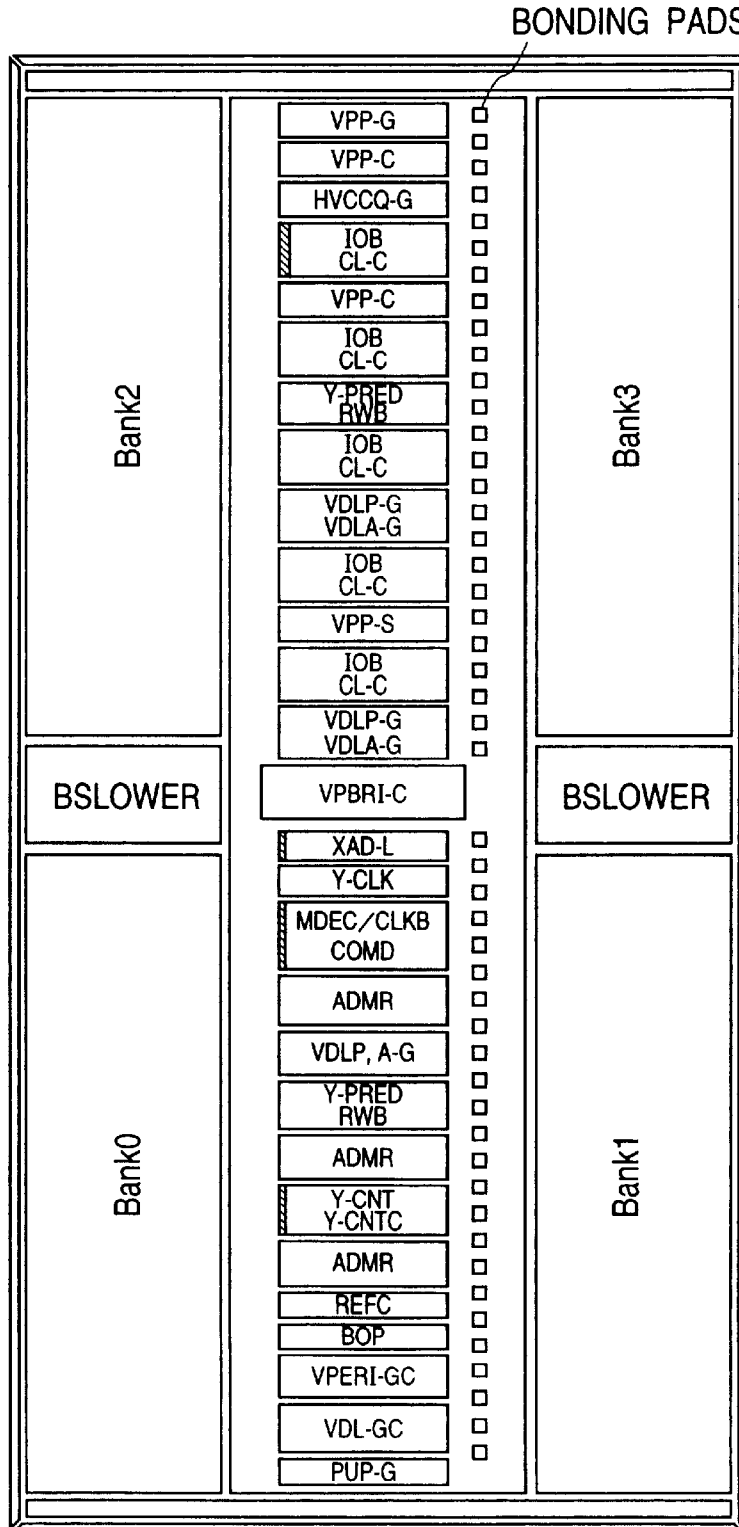 BONDING PADS
VPP-G
VPP-C
HVCCQ-G
IOB
CL-C
VPP-C
IOB
CL-C
Y-PRED
RWB
IOB
CL-C
VDLP-G
VDLA-G
IOB
CL-C
VPP-S
IOB
CL-C
VDLP-G
VDLA-G
Bank2
Bank3
BSLOWER
VPBRI-C
BSLOWER
XAD-L
Y-CLK
MDEC/CLKB
COMD
ADMR
VDLP, A-G
Y-PRED
RWB
ADMR
Y-CNT
Y-CNTC
ADMR
REFC
BOP
VPERI-GC
VDL-GC
PUP-G
Bank0
Bank1